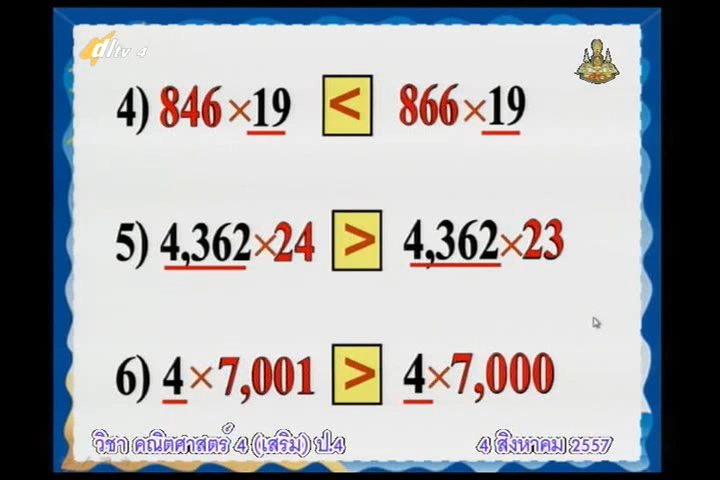 dltv 4
4) 846 × 19 < 866 × 19
5) 4,362 × 24 > 4,362 × 23
6) 4 × 7,001 > 4 × 7,000
วิชา คณิตศาสตร์ 4 (เสริม) ป.4 4 สิงหาคม 2557